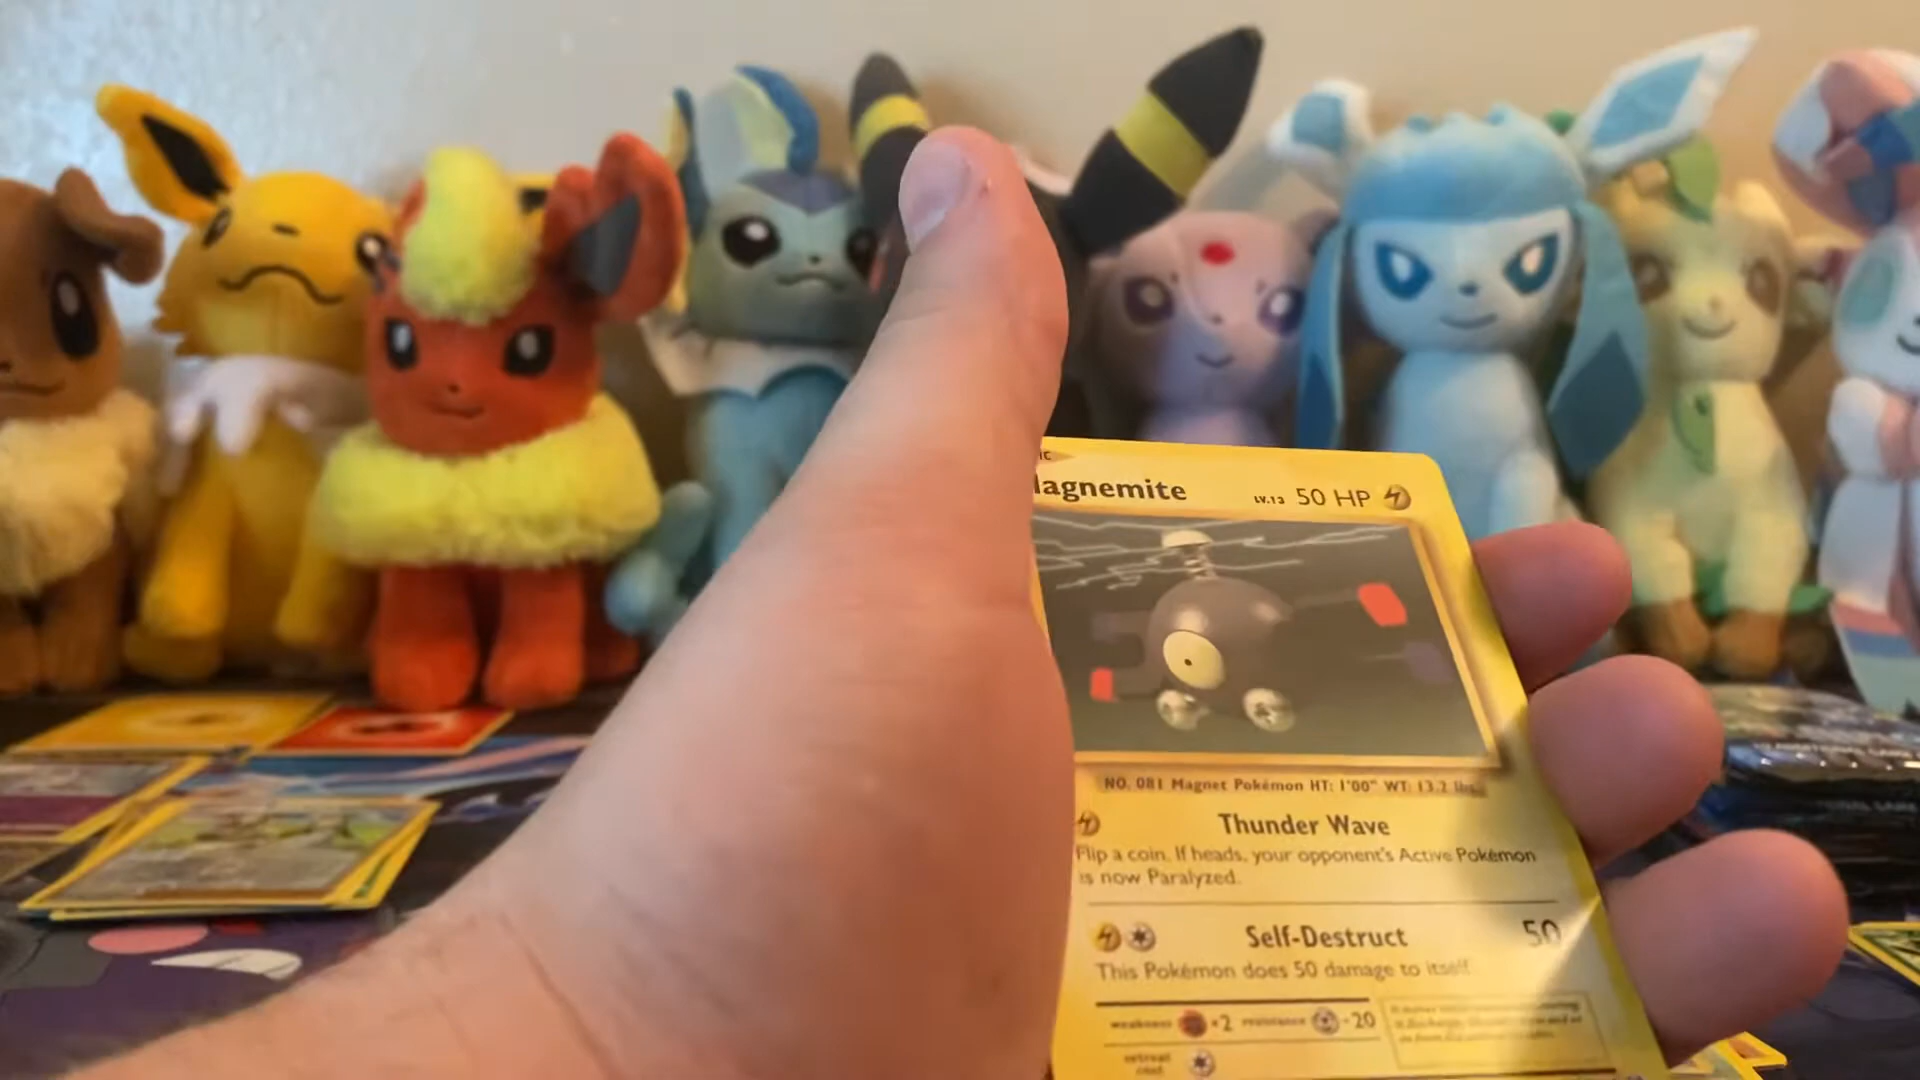 Magnemite LV.13 50 HP
NO. 081 Magnet Pokémon HT: 1'00" WT: 13.2 lbs.
Thunder Wave
Flip a coin. If heads, your opponent's Active Pokémon
is now Paralyzed.
Self-Destruct 50
This Pokémon does 50 damage to itself.
weakness ×2 resistance -20
retreat
cost